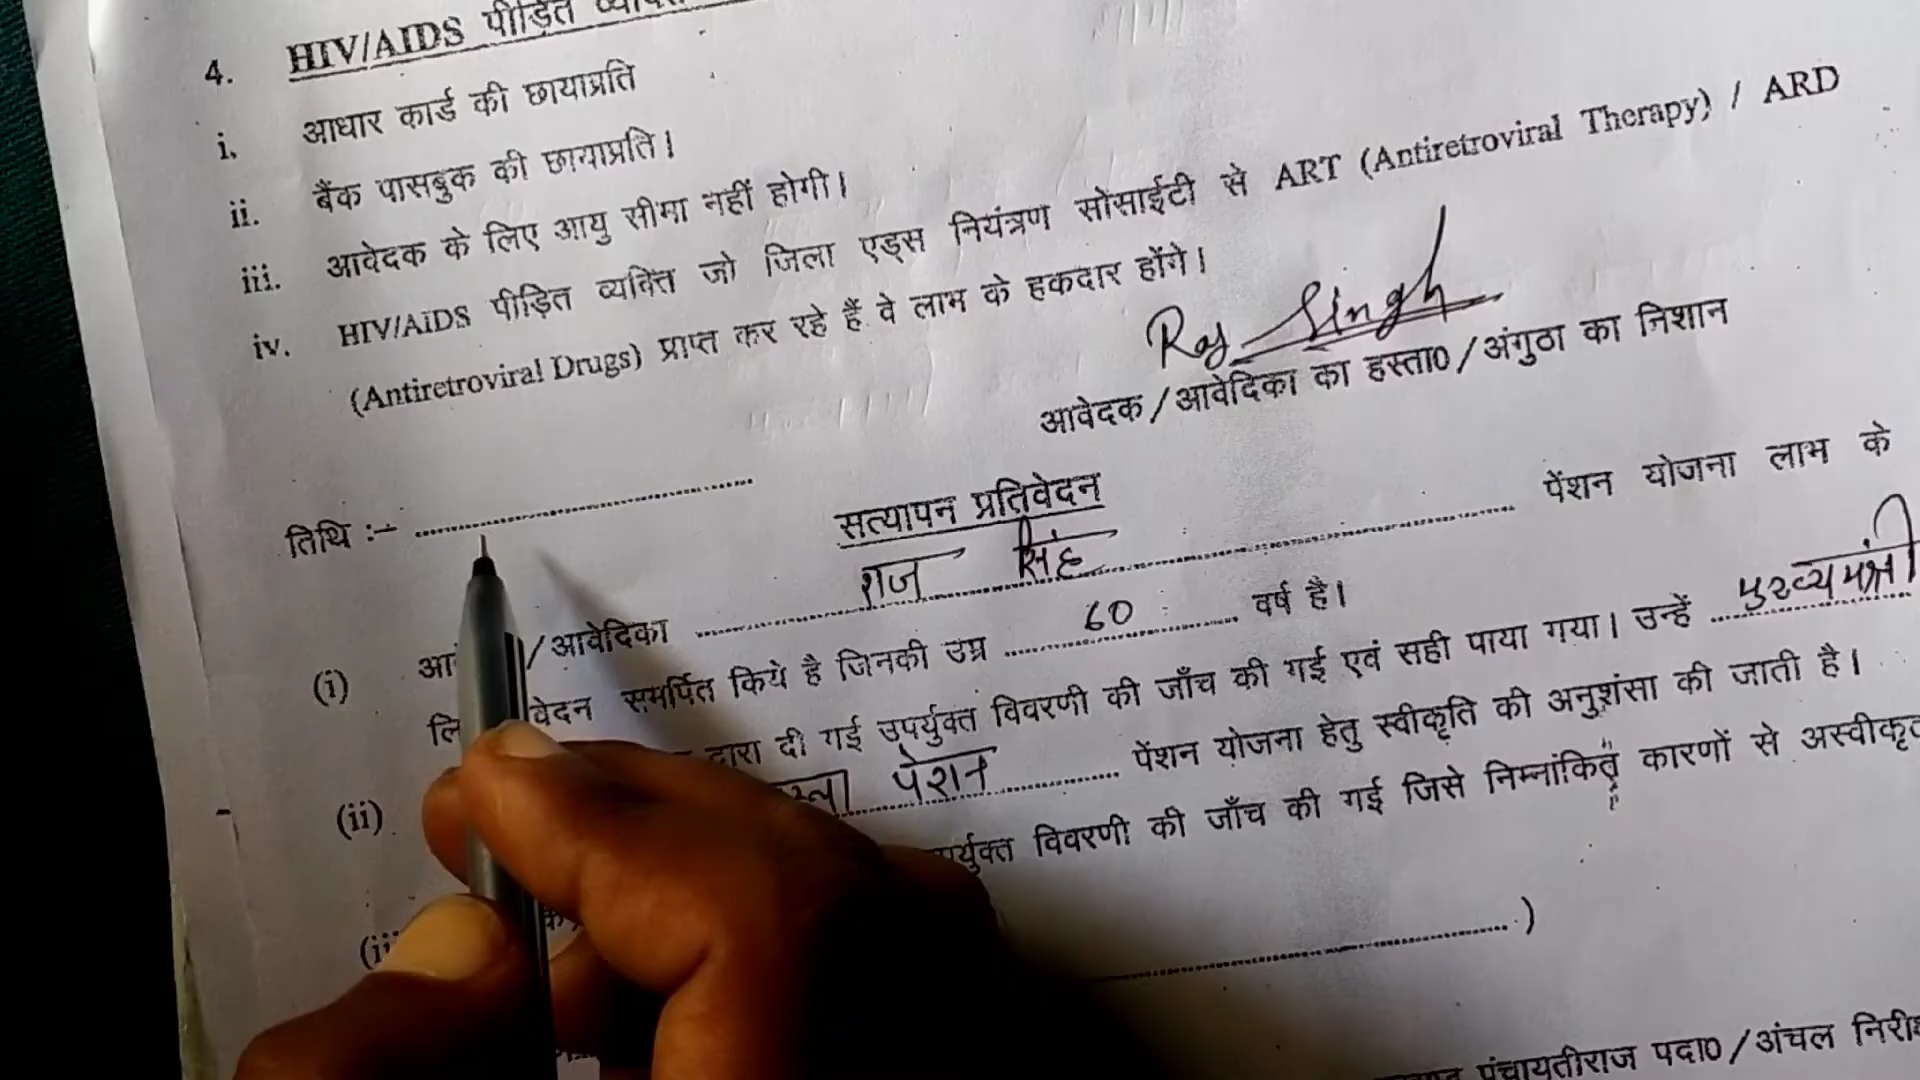 4. HIV/AIDS पीड़ित
i. आधार कार्ड की छायाप्रति
ii. बैंक पासबुक की छायाप्रति।
iii. आवेदक के लिए आयु सीमा नहीं होगी।
iv. HIV/AIDS पीड़ित व्यक्ति जो जिला एड्स नियंत्रण सोसाईटी से ART (Antiretroviral Therapy) / ARD
(Antiretroviral Drugs) प्राप्त कर रहे हैं वे लाभ के हकदार होंगे।
Raj Singh
आवेदक/आवेदिका का हस्ता0/अंगुठा का निशान
तिथि :-
सत्यापन प्रतिवेदन
(i) /आवेदिका राज सिंह पेंशन योजना लाभ के
समर्पित किये है जिनकी उम्र 60 वर्ष है।
(ii) द्वारा दी गई उपर्युक्त विवरणी की जाँच की गई एवं सही पाया गया। उन्हें मुख्यमंत्री
पेंशन पेंशन योजना हेतु स्वीकृति की अनुशंसा की जाती है।
विवरणी की जाँच की गई जिसे निम्नांकित कारणों से
)
पंचायतीराज पदा0/अंचल